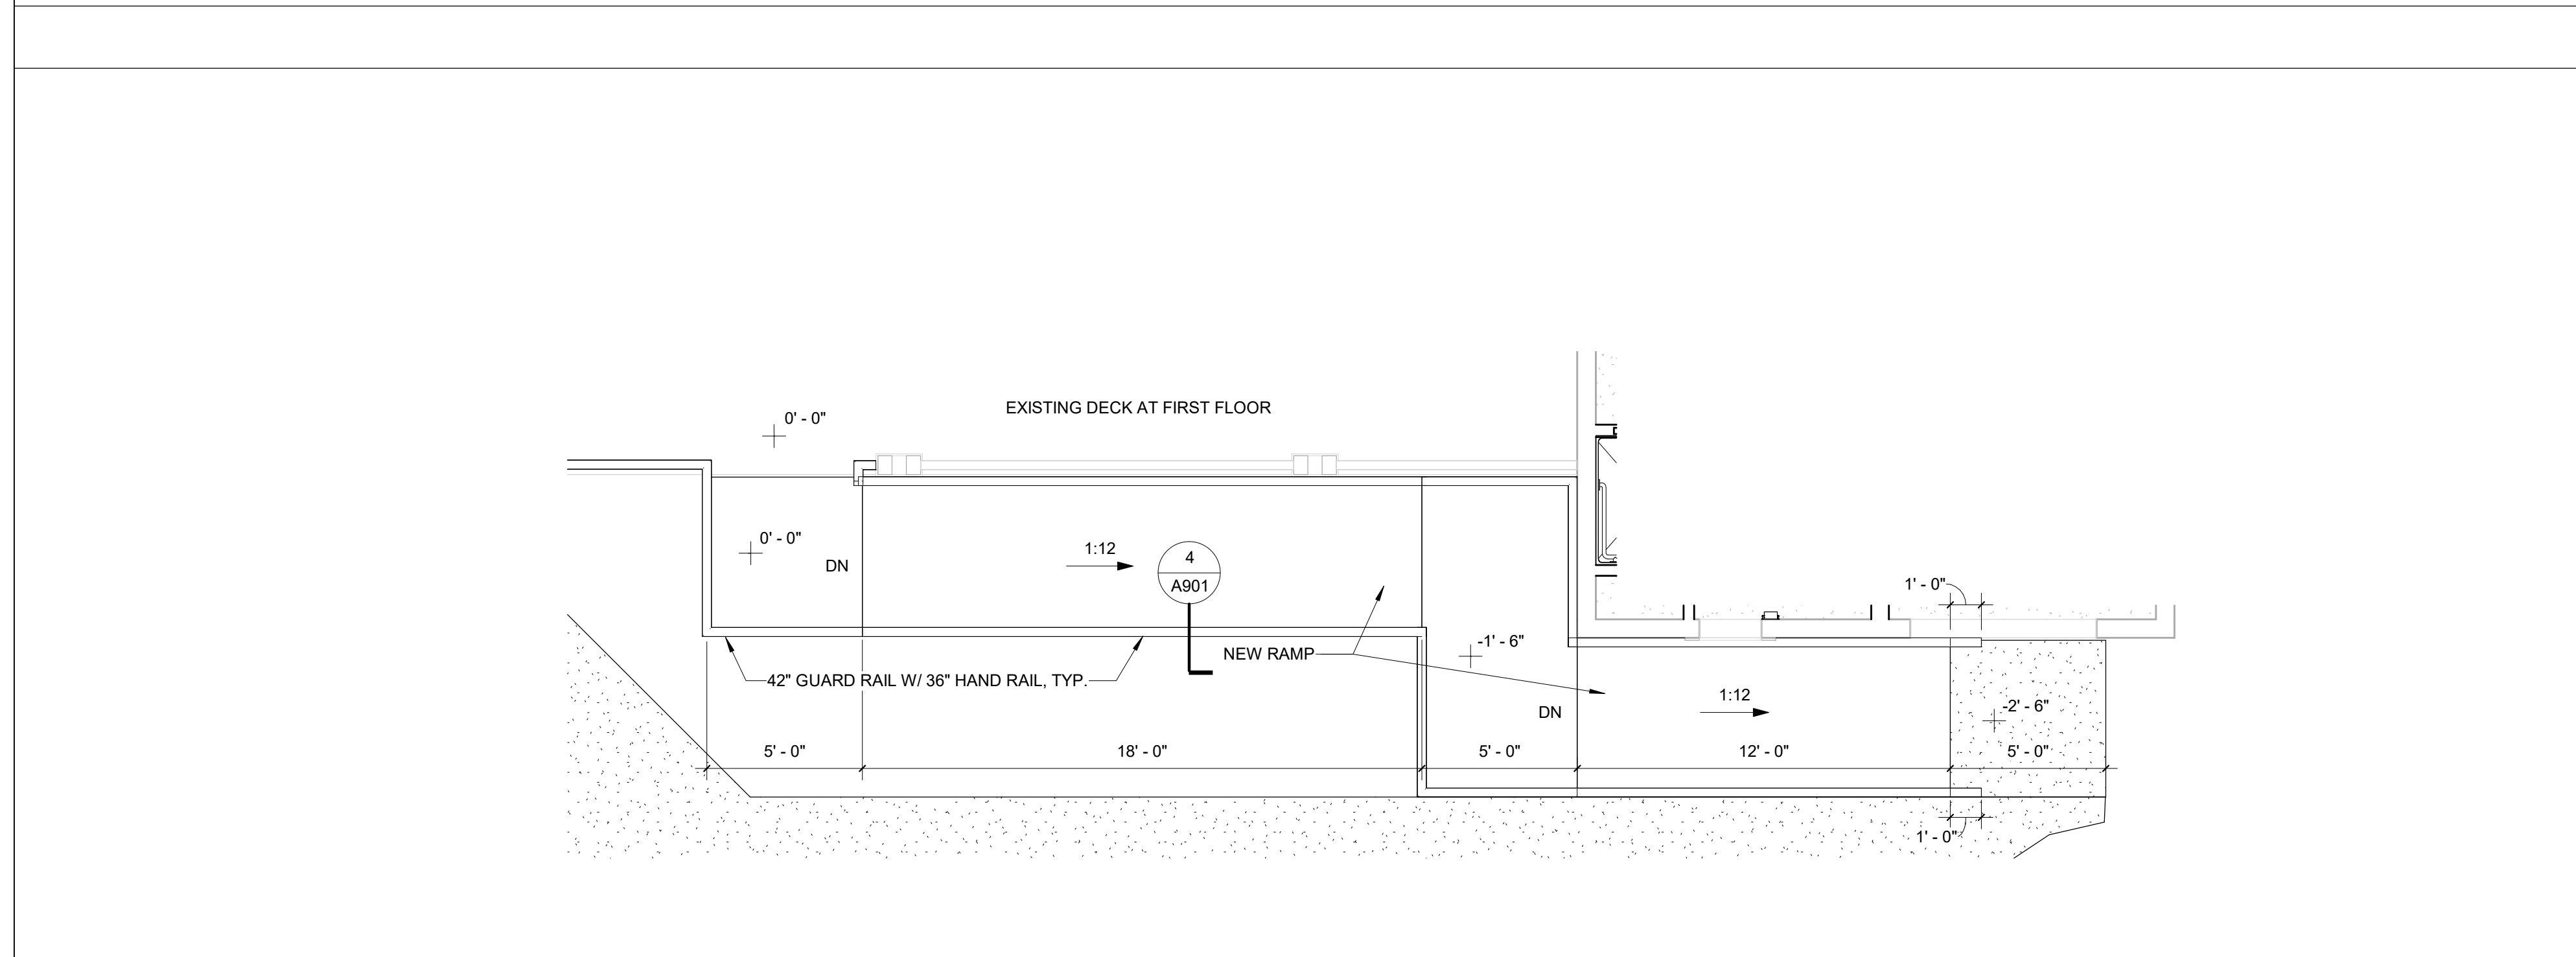 EXISTING DECK AT FIRST FLOOR
0' - 0"
0' - 0"
DN
1:12
4
A901
1' - 0"
-1' - 6"
NEW RAMP
42" GUARD RAIL W/ 36" HAND RAIL, TYP.
1:12
-2' - 6"
DN
5' - 0"
18' - 0"
5' - 0"
12' - 0"
5' - 0"
1' - 0"